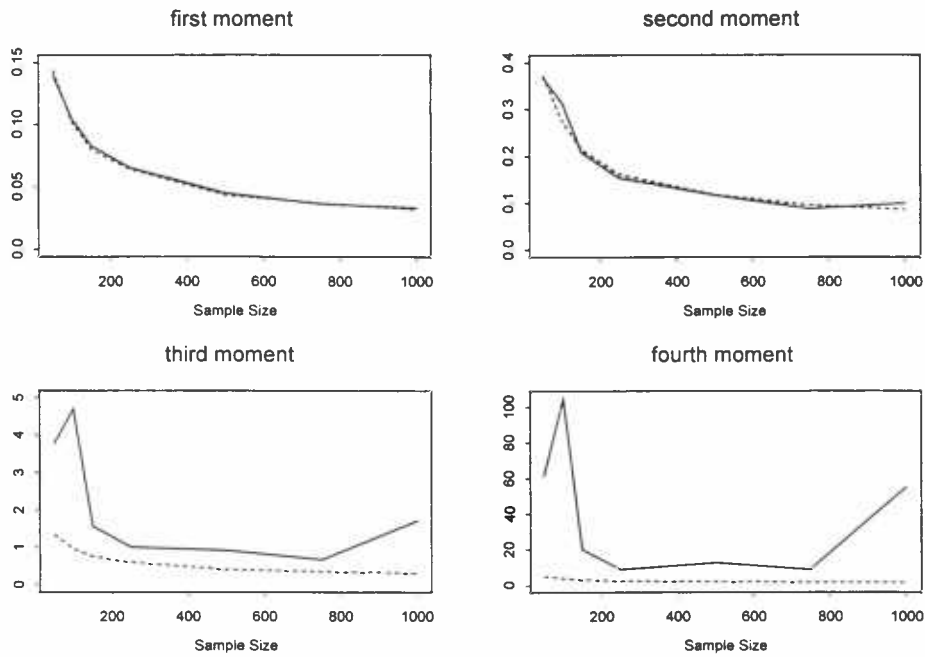 first moment
second moment
0.0 0.05 0.10 0.15
0.0 0.1 0.2 0.3 0.4
200 400 600 800 1000
200 400 600 800 1000
Sample Size
Sample Size
third moment
fourth moment
0 1 2 3 4 5
0 20 40 60 80 100
200 400 600 800 1000
200 400 600 800 1000
Sample Size
Sample Size